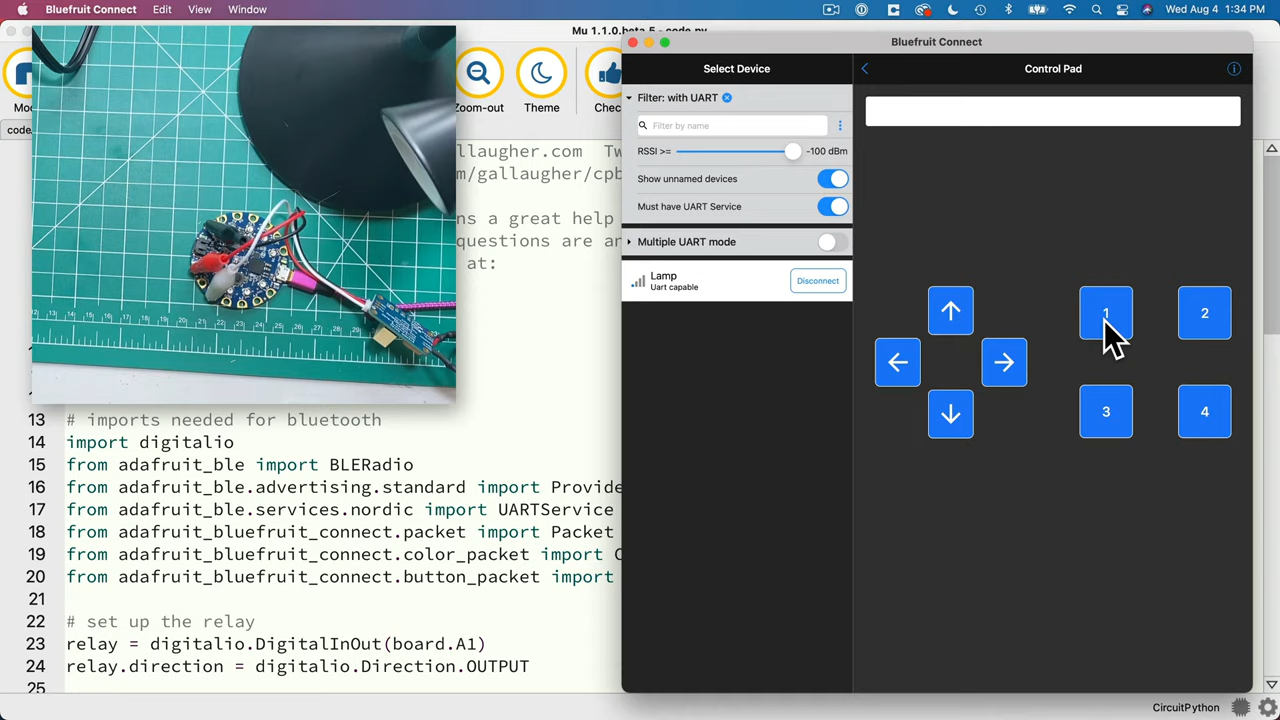 Bluefruit Connect Edit View Window
Wed Aug 4 1:34 PM
Mu 1.1.0.beta.5 - code.py
Zoom-out
Theme
Chec
code
allaugher.com Tw
m/gallaugher/cpb
ns a great help
questions are an
at:
13 # imports needed for bluetooth
14 import digitalio
15 from adafruit_ble import BLERadio
16 from adafruit_ble.advertising.standard import Provide
17 from adafruit_ble.services.nordic import UARTService
18 from adafruit_bluefruit_connect.packet import Packet
19 from adafruit_bluefruit_connect.color_packet import C
20 from adafruit_bluefruit_connect.button_packet import
21
22 # set up the relay
23 relay = digitalio.DigitalInOut(board.A1)
24 relay.direction = digitalio.Direction.OUTPUT
25
Bluefruit Connect
Select Device
Filter: with UART
Filter by name
RSSI >= -100 dBm
Show unnamed devices
Must have UART Service
Multiple UART mode
Lamp
Uart capable
Disconnect
Control Pad
1 2
3 4
CircuitPython